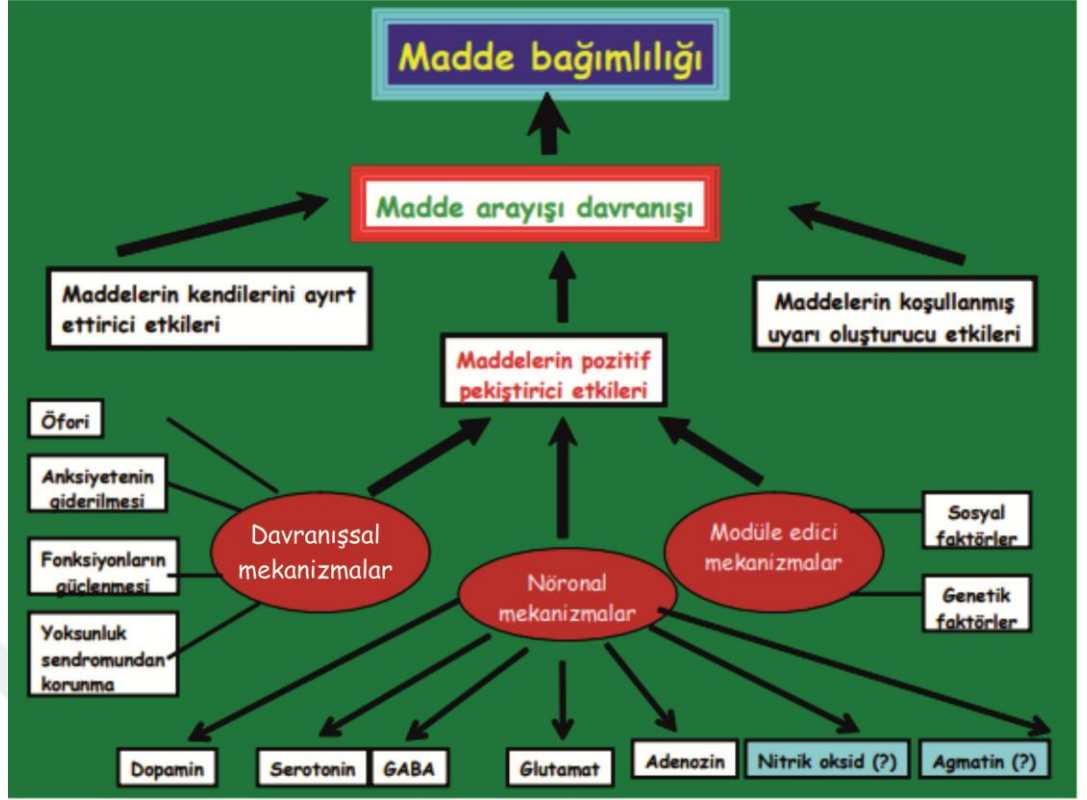 Madde bağımlılığı
Madde arayışı davranışı
Maddelerin kendilerini ayırt
ettirici etkileri
Maddelerin koşullanmış
uyarı oluşturucu etkileri
Maddelerin pozitif
pekiştirici etkileri
Öfori
Anksiyetenin
giderilmesi
Fonksiyonların
güçlenmesi
Yoksunluk
sendromundan
korunma
Davranışsal
mekanizmalar
Nöronal
mekanizmalar
Modüle edici
mekanizmalar
Sosyal
faktörler
Genetik
faktörler
Dopamin
Serotonin
GABA
Glutamat
Adenozin
Nitrik oksid (?)
Agmatin (?)